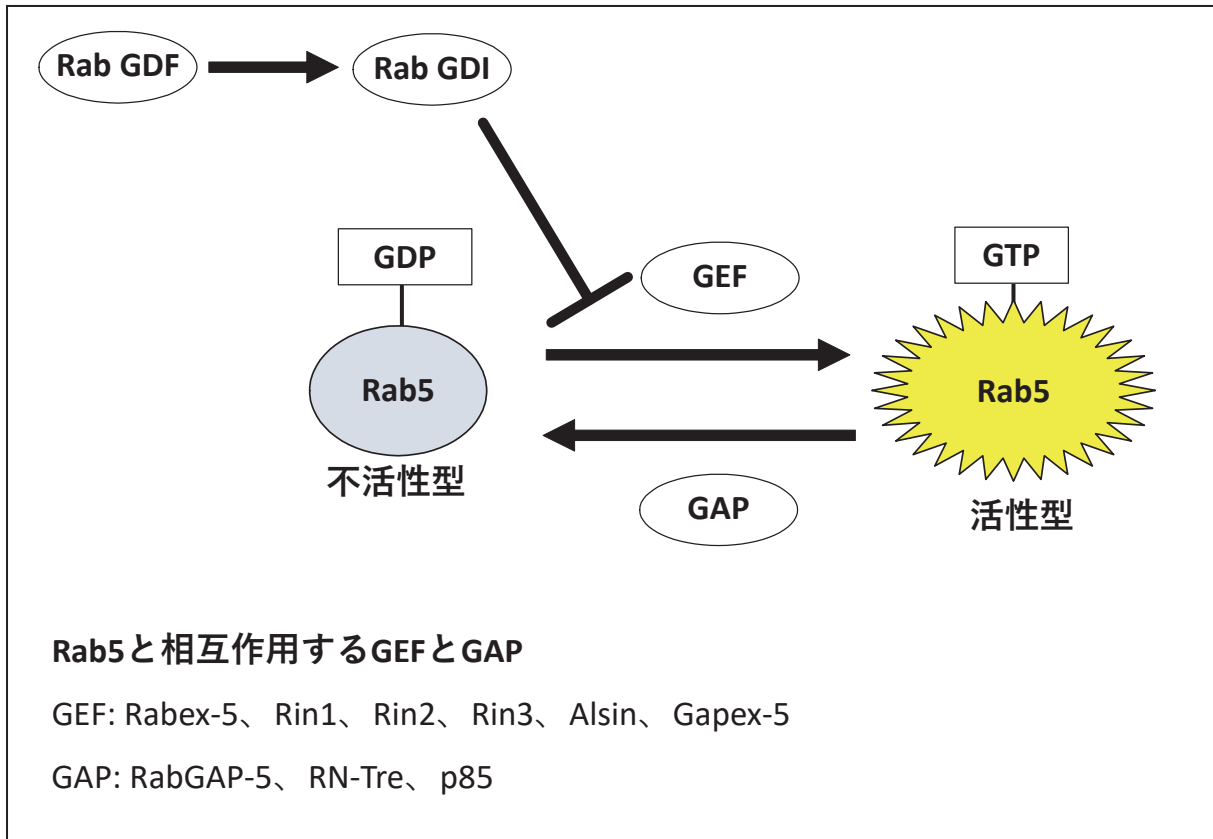 Rab GDF
Rab GDI
GDP
GEF
GTP
Rab5
Rab5
不活性型
GAP
活性型
Rab5と相互作用するGEFとGAP
GEF: Rabex-5、 Rin1、 Rin2、 Rin3、 Alsin、 Gapex-5
GAP: RabGAP-5、 RN-Tre、 p85